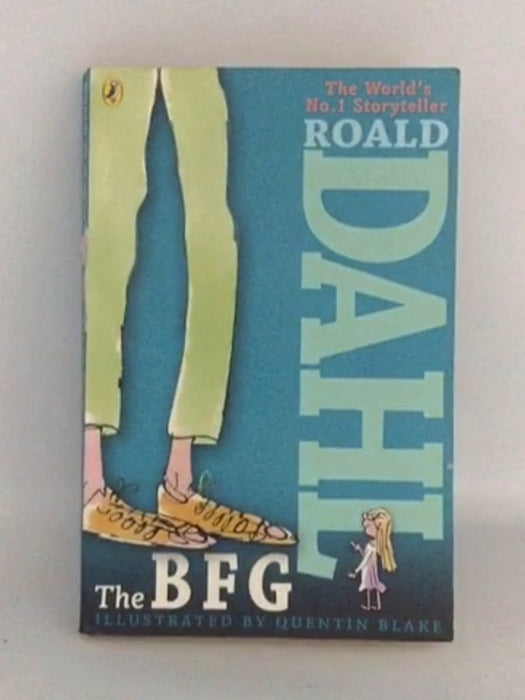 The World's
No.1 Storyteller
ROALD
DAHL
The BFG
ILLUSTRATED BY QUENTIN BLAKE